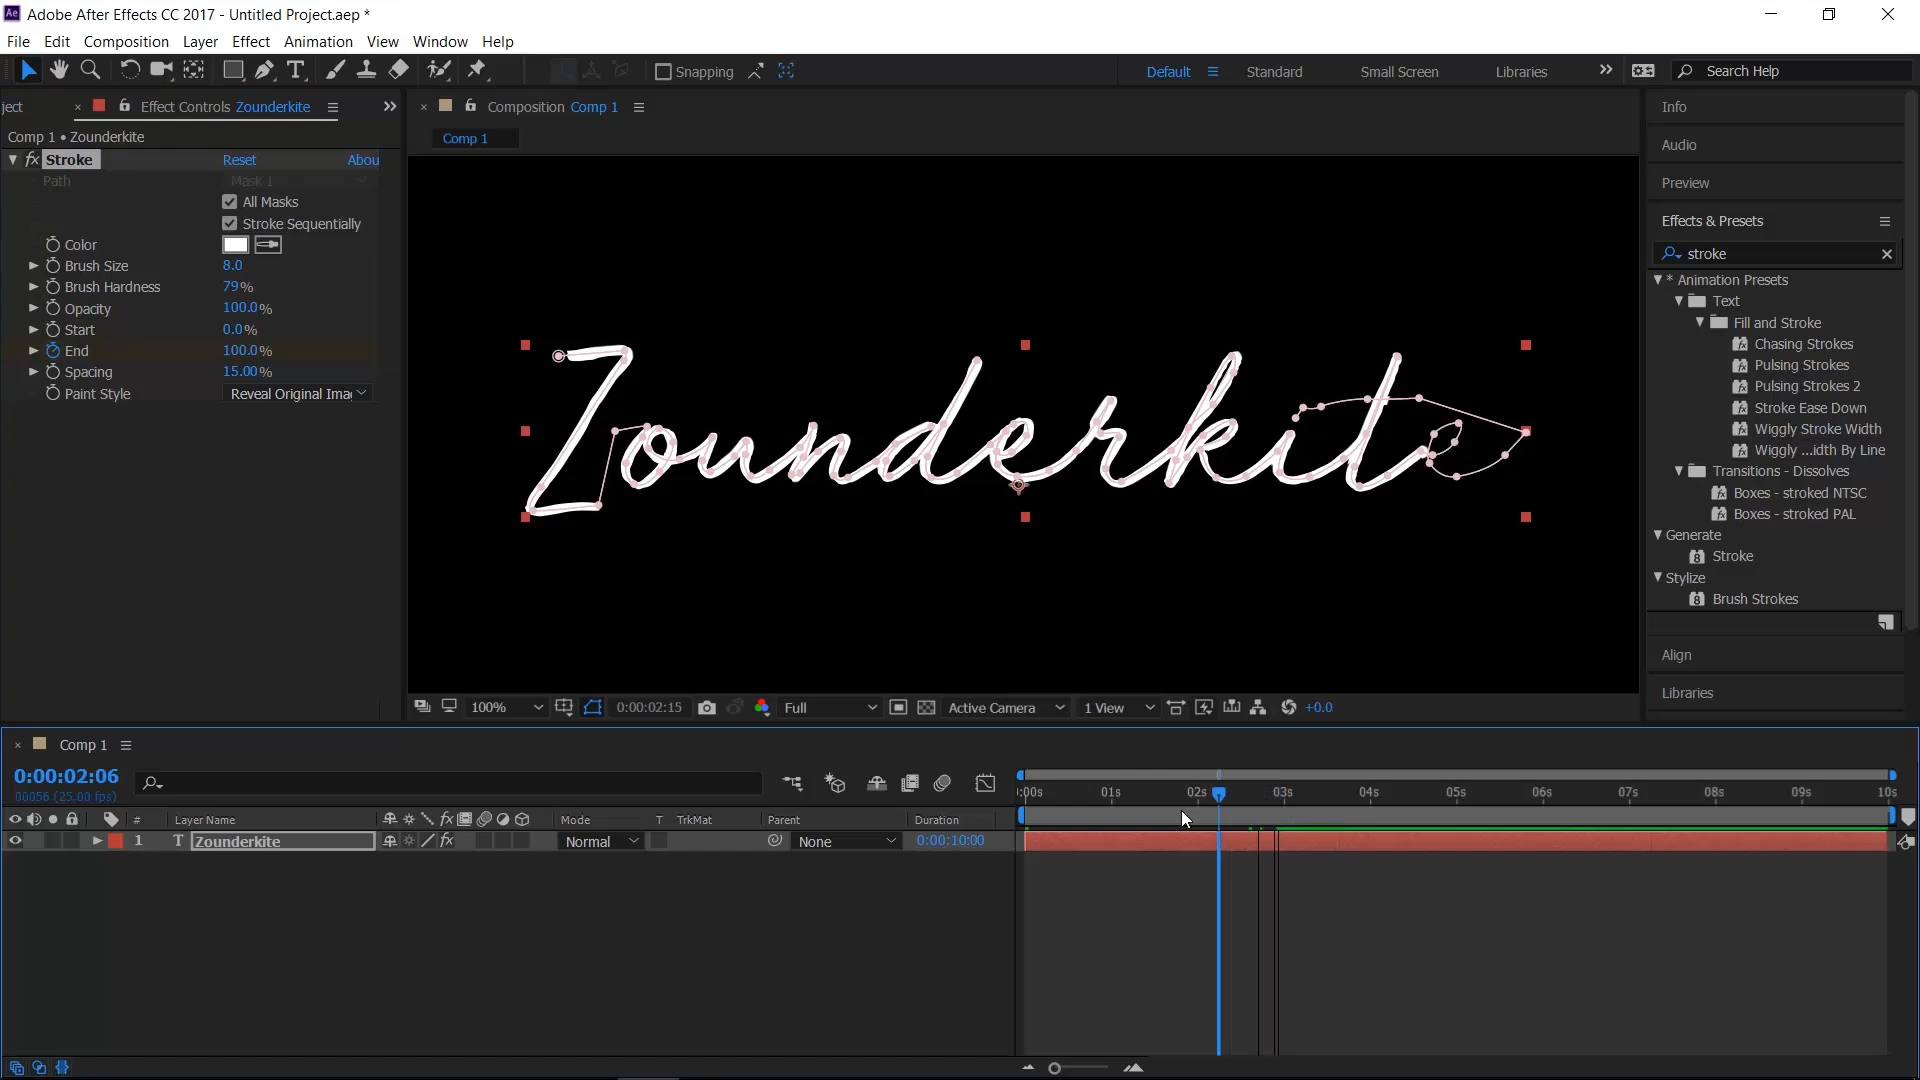 Adobe After Effects CC 2017 - Untitled Project.aep *
File Edit Composition Layer Effect Animation View Window Help
Snapping
Default Standard Small Screen Libraries
Search Help
ject
Effect Controls Zounderkite
Comp 1 • Zounderkite
fx Stroke Reset Abou
Path Mask 1
All Masks
Stroke Sequentially
Color
Brush Size 8.0
Brush Hardness 79%
Opacity 100.0%
Start 0.0%
End 100.0%
Spacing 15.00%
Paint Style Reveal Original Imag
Composition Comp 1
Comp 1
Zounderkite
100% 0:00:02:15 Full Active Camera 1 View +0.0
Info
Audio
Preview
Effects & Presets
stroke
* Animation Presets
Text
Fill and Stroke
Chasing Strokes
Pulsing Strokes
Pulsing Strokes 2
Stroke Ease Down
Wiggly Stroke Width
Wiggly ...idth By Line
Transitions - Dissolves
Boxes - stroked NTSC
Boxes - stroked PAL
Generate
Stroke
Stylize
Brush Strokes
Align
Libraries
Comp 1
0:00:02:06
00056 (25.00 fps)
# Layer Name Mode T TrkMat Parent Duration
1 T Zounderkite Normal None 0:00:10:00
:00s 01s 02s 03s 04s 05s 06s 07s 08s 09s 10s